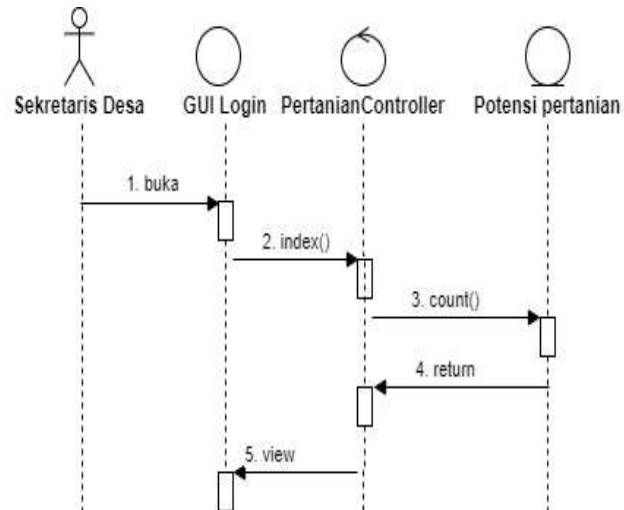 Sekretaris Desa
GUI Login
PertanianController
Potensi pertanian
1. buka
2. index()
3. count()
4. return
5. view